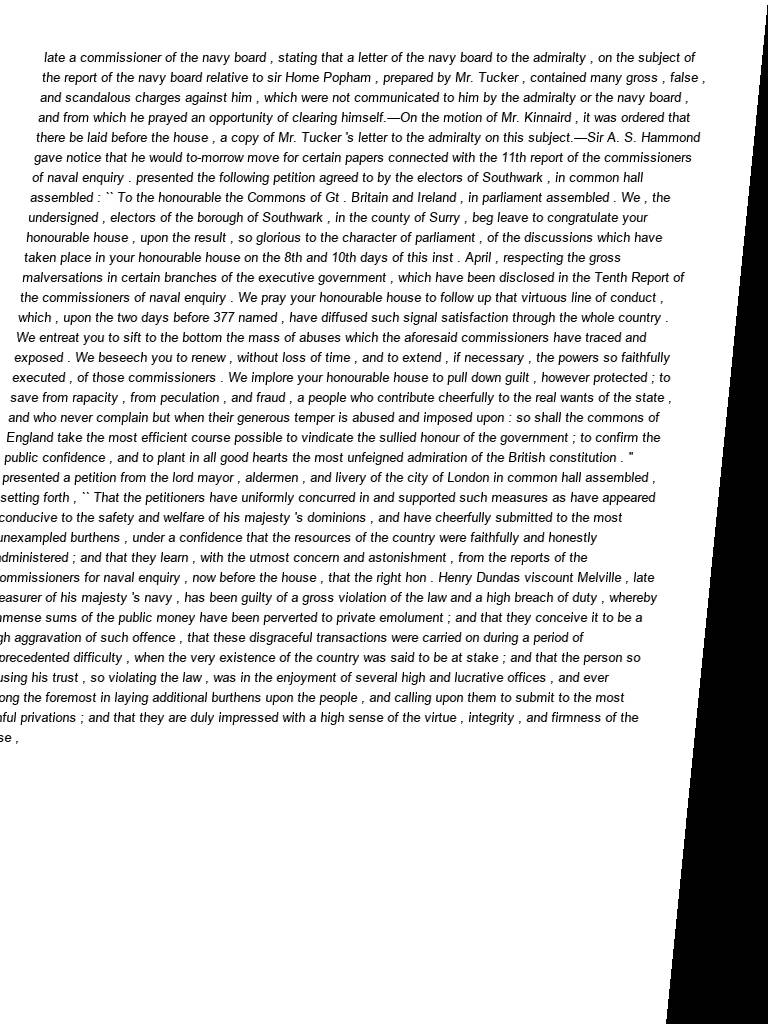 late a commissioner of the navy board , stating that a letter of the navy board to the admiralty , on the subject of
the report of the navy board relative to sir Home Popham , prepared by Mr. Tucker , contained many gross , false ,
and scandalous charges against him , which were not communicated to him by the admiralty or the navy board ,
and from which he prayed an opportunity of clearing himself.—On the motion of Mr. Kinnaird , it was ordered that
there be laid before the house , a copy of Mr. Tucker 's letter to the admiralty on this subject.—Sir A. S. Hammond
gave notice that he would to-morrow move for certain papers connected with the 11th report of the commissioners
of naval enquiry . presented the following petition agreed to by the electors of Southwark , in common hall
assembled : `` To the honourable the Commons of Gt . Britain and Ireland , in parliament assembled . We , the
undersigned , electors of the borough of Southwark , in the county of Surry , beg leave to congratulate your
honourable house , upon the result , so glorious to the character of parliament , of the discussions which have
taken place in your honourable house on the 8th and 10th days of this inst . April , respecting the gross
malversations in certain branches of the executive government , which have been disclosed in the Tenth Report of
the commissioners of naval enquiry . We pray your honourable house to follow up that virtuous line of conduct ,
which , upon the two days before 377 named , have diffused such signal satisfaction through the whole country .
We entreat you to sift to the bottom the mass of abuses which the aforesaid commissioners have traced and
exposed . We beseech you to renew , without loss of time , and to extend , if necessary , the powers so faithfully
executed , of those commissioners . We implore your honourable house to pull down guilt , however protected ; to
save from rapacity , from peculation , and fraud , a people who contribute cheerfully to the real wants of the state ,
and who never complain but when their generous temper is abused and imposed upon : so shall the commons of
England take the most efficient course possible to vindicate the sullied honour of the government ; to confirm the
public confidence , and to plant in all good hearts the most unfeigned admiration of the British constitution . "
presented a petition from the lord mayor , aldermen , and livery of the city of London in common hall assembled ,
setting forth , `` That the petitioners have uniformly concurred in and supported such measures as have appeared
conducive to the safety and welfare of his majesty 's dominions , and have cheerfully submitted to the most
unexampled burthens , under a confidence that the resources of the country were faithfully and honestly
administered ; and that they learn , with the utmost concern and astonishment , from the reports of the
ommissioners for naval enquiry , now before the house , that the right hon . Henry Dundas viscount Melville , late
easurer of his majesty 's navy , has been guilty of a gross violation of the law and a high breach of duty , whereby
mense sums of the public money have been perverted to private emolument ; and that they conceive it to be a
gh aggravation of such offence , that these disgraceful transactions were carried on during a period of
precedented difficulty , when the very existence of the country was said to be at stake ; and that the person so
using his trust , so violating the law , was in the enjoyment of several high and lucrative offices , and ever
ong the foremost in laying additional burthens upon the people , and calling upon them to submit to the most
ful privations ; and that they are duly impressed with a high sense of the virtue , integrity , and firmness of the
se ,